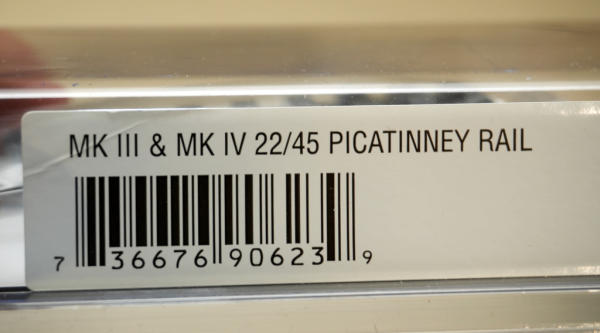 MK III & MK IV 22/45 PICATINNEY RAIL
7 36676 90623 9